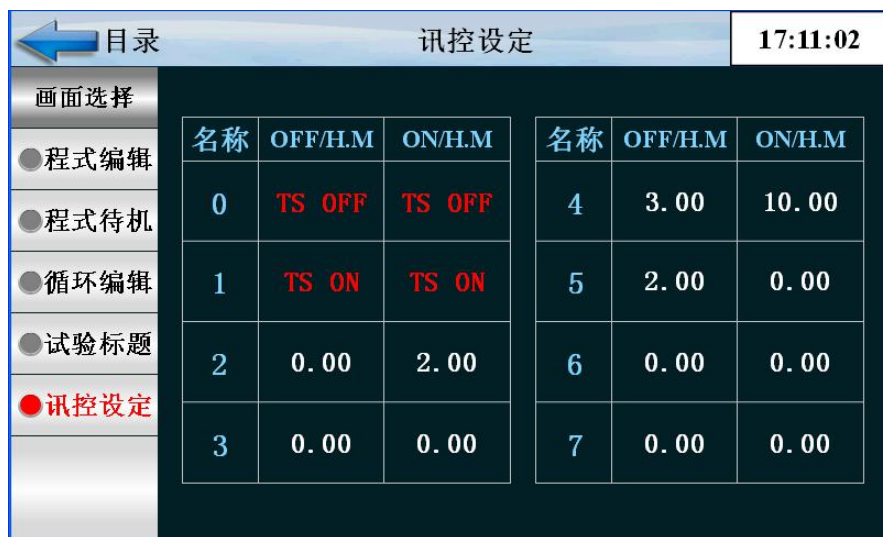 目录 讯控设定 17:11:02
画面选择
程式编辑
程式待机
循环编辑
试验标题
讯控设定
名称 OFF/H.M ON/H.M
0 TS OFF TS OFF
1 TS ON TS ON
2 0.00 2.00
3 0.00 0.00
名称 OFF/H.M ON/H.M
4 3.00 10.00
5 2.00 0.00
6 0.00 0.00
7 0.00 0.00